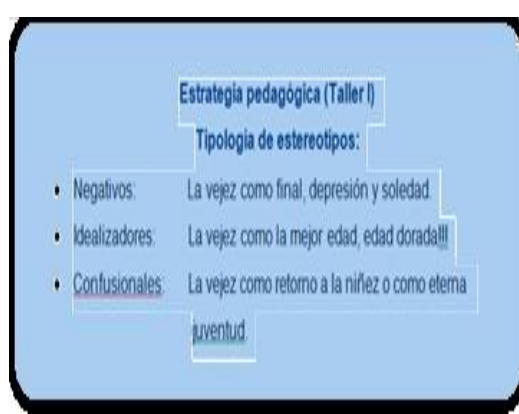 Estrategia pedagógica (Taller I)
Tipologia de estereotipos:
• Negativos: La vejez como final, depresión y soledad.
• Idealizadores: La vejez como la mejor edad, edad dorada!!!
• Confusionales: La vejez como retorno a la niñez o como eterna
juventud.